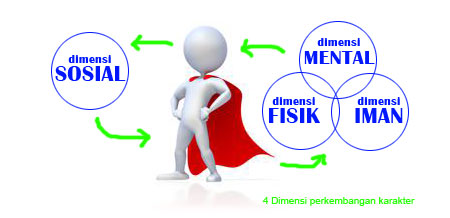 dimensi
SOSIAL
dimensi
MENTAL
dimensi
FISIK
dimensi
IMAN
4 Dimensi perkembangan karakter